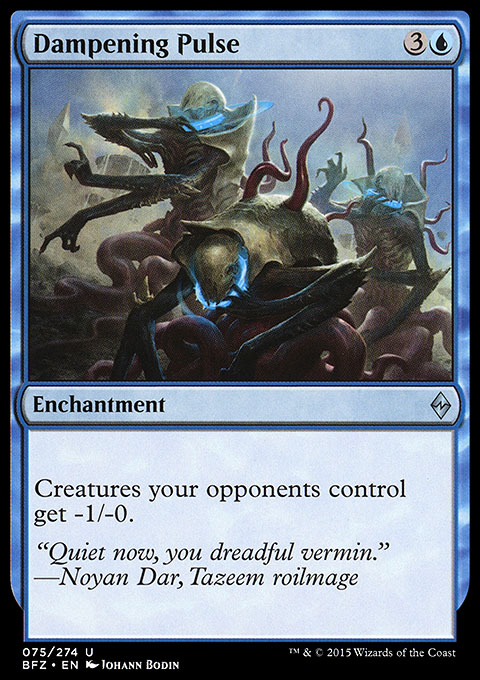 Dampening Pulse 3
Enchantment
Creatures your opponents control
get -1/-0.
“Quiet now, you dreadful vermin.”
—Noyan Dar, Tazeem roilmage
075/274 U
BFZ • EN Johann Bodin
™ & © 2015 Wizards of the Coast